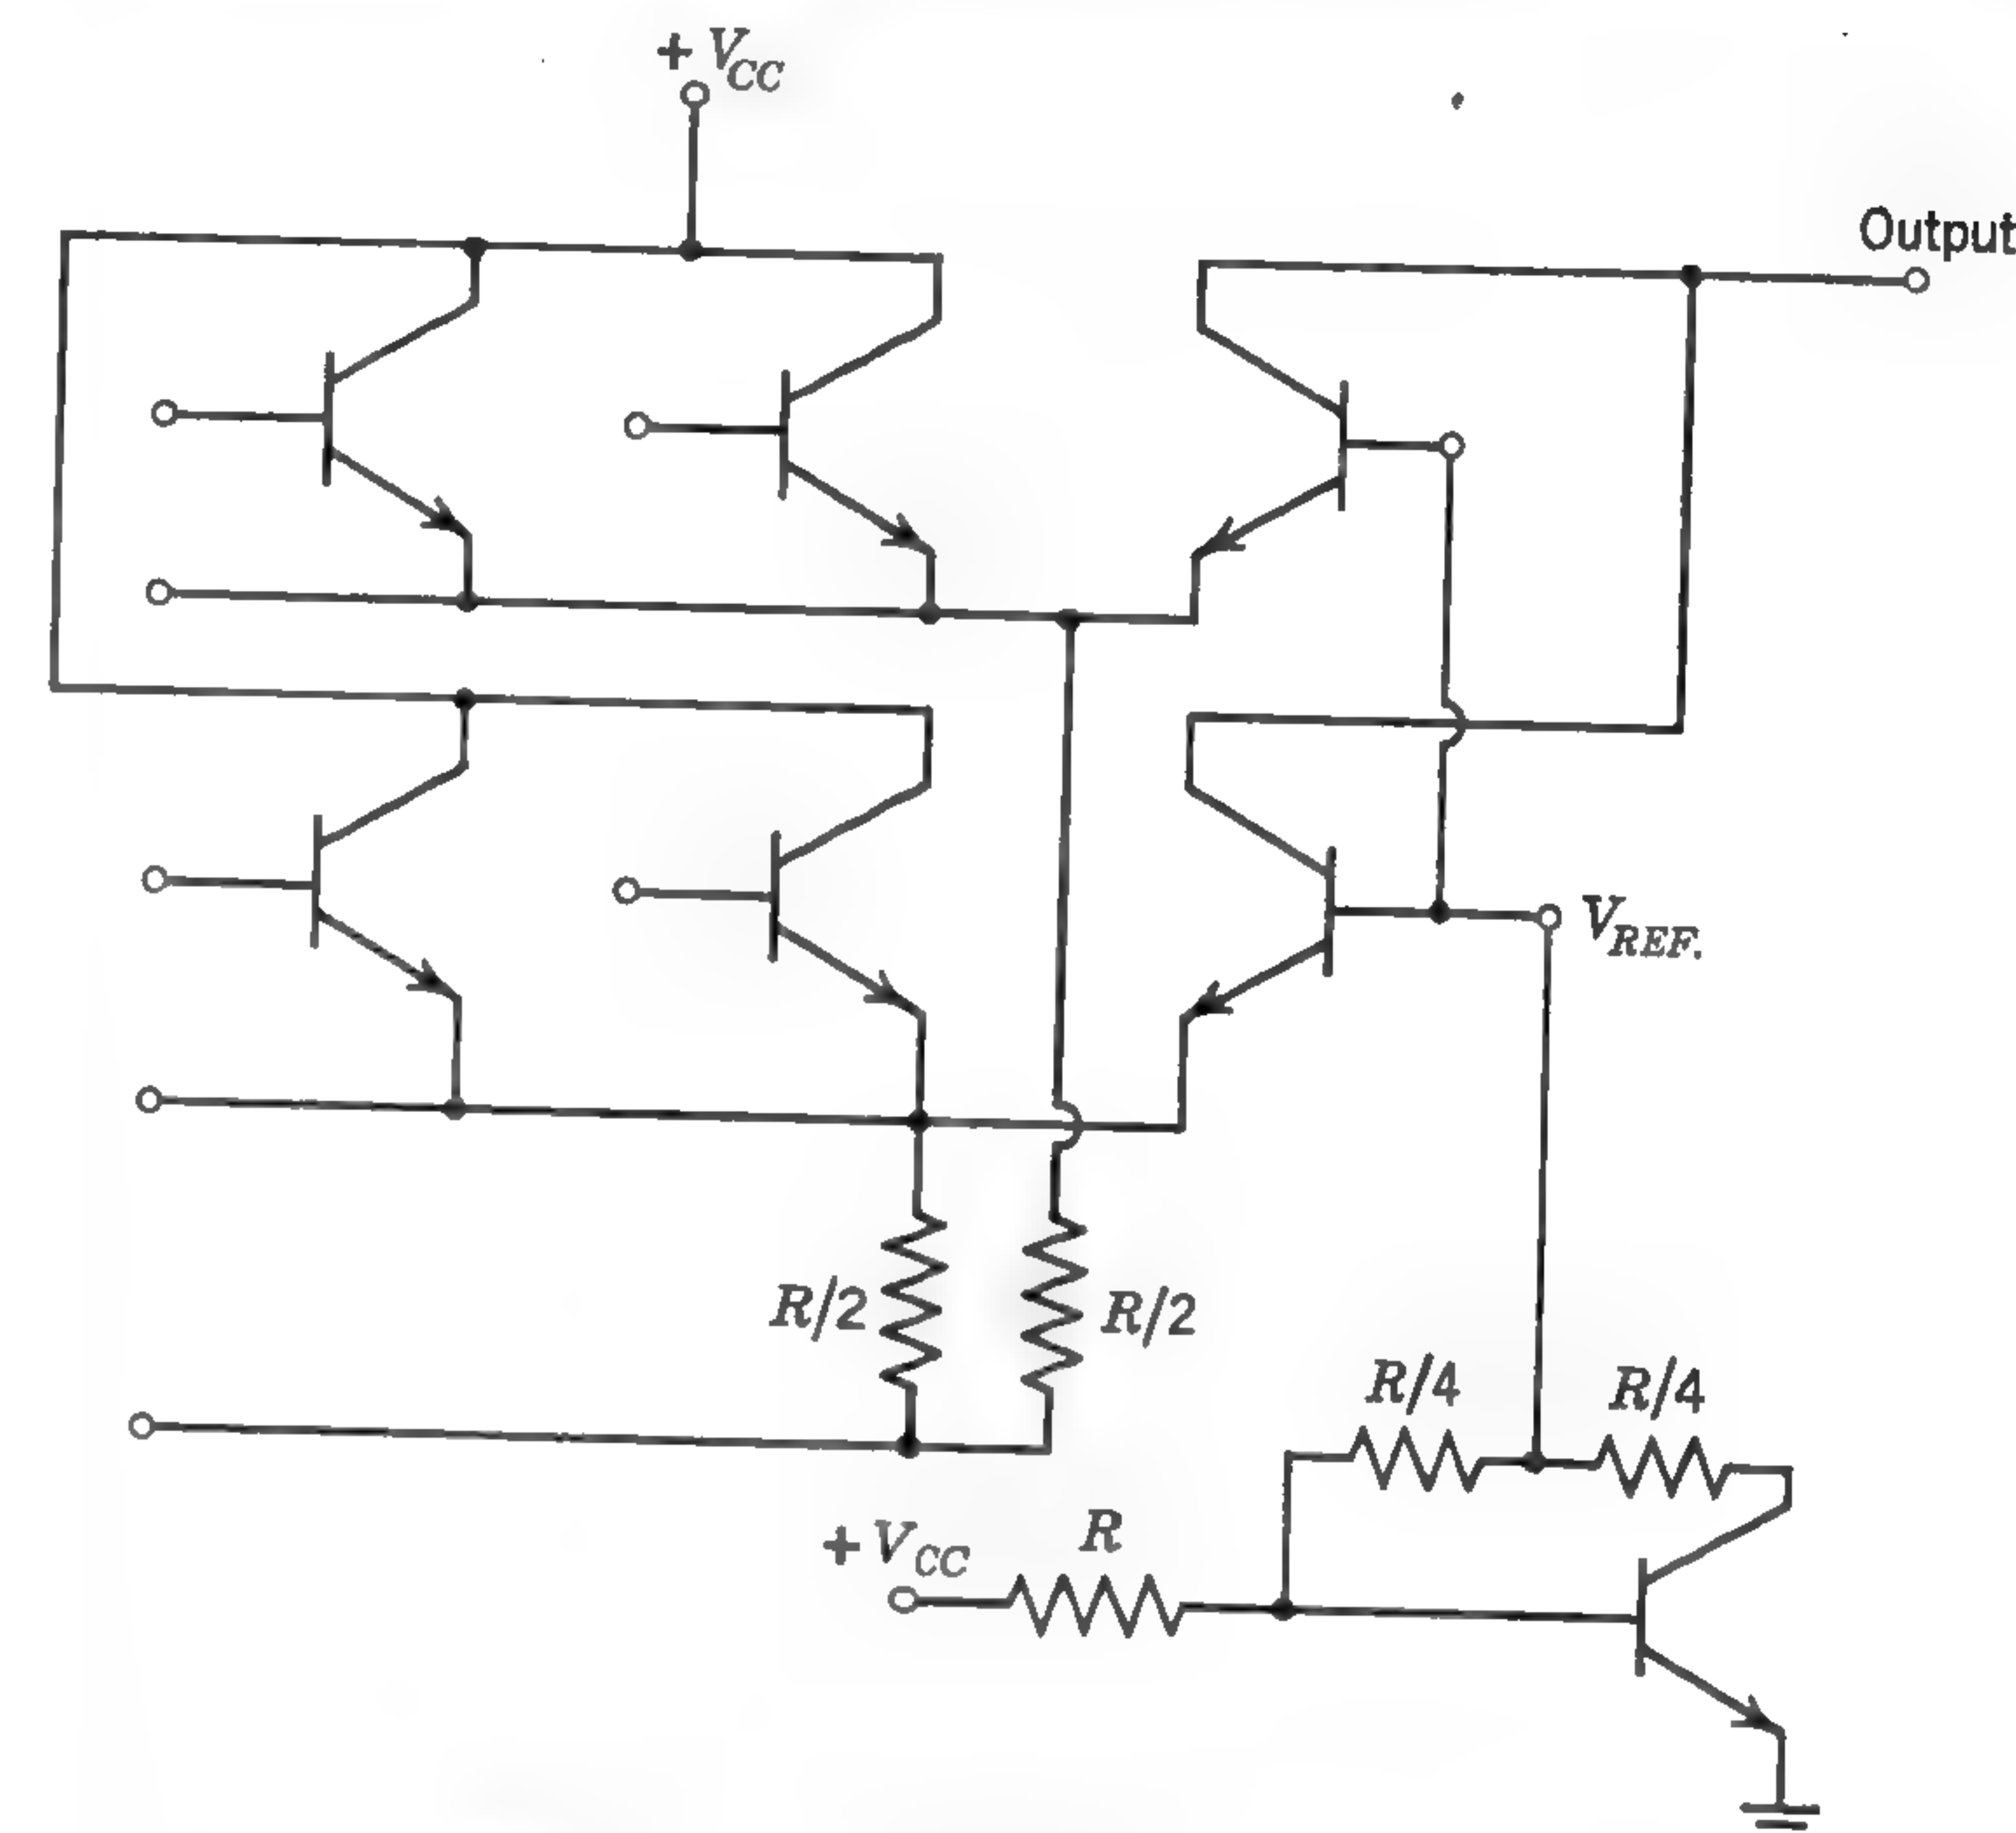 + VCC
Output
VREF.
R/2
R/2
R/4
R/4
+ VCC
R